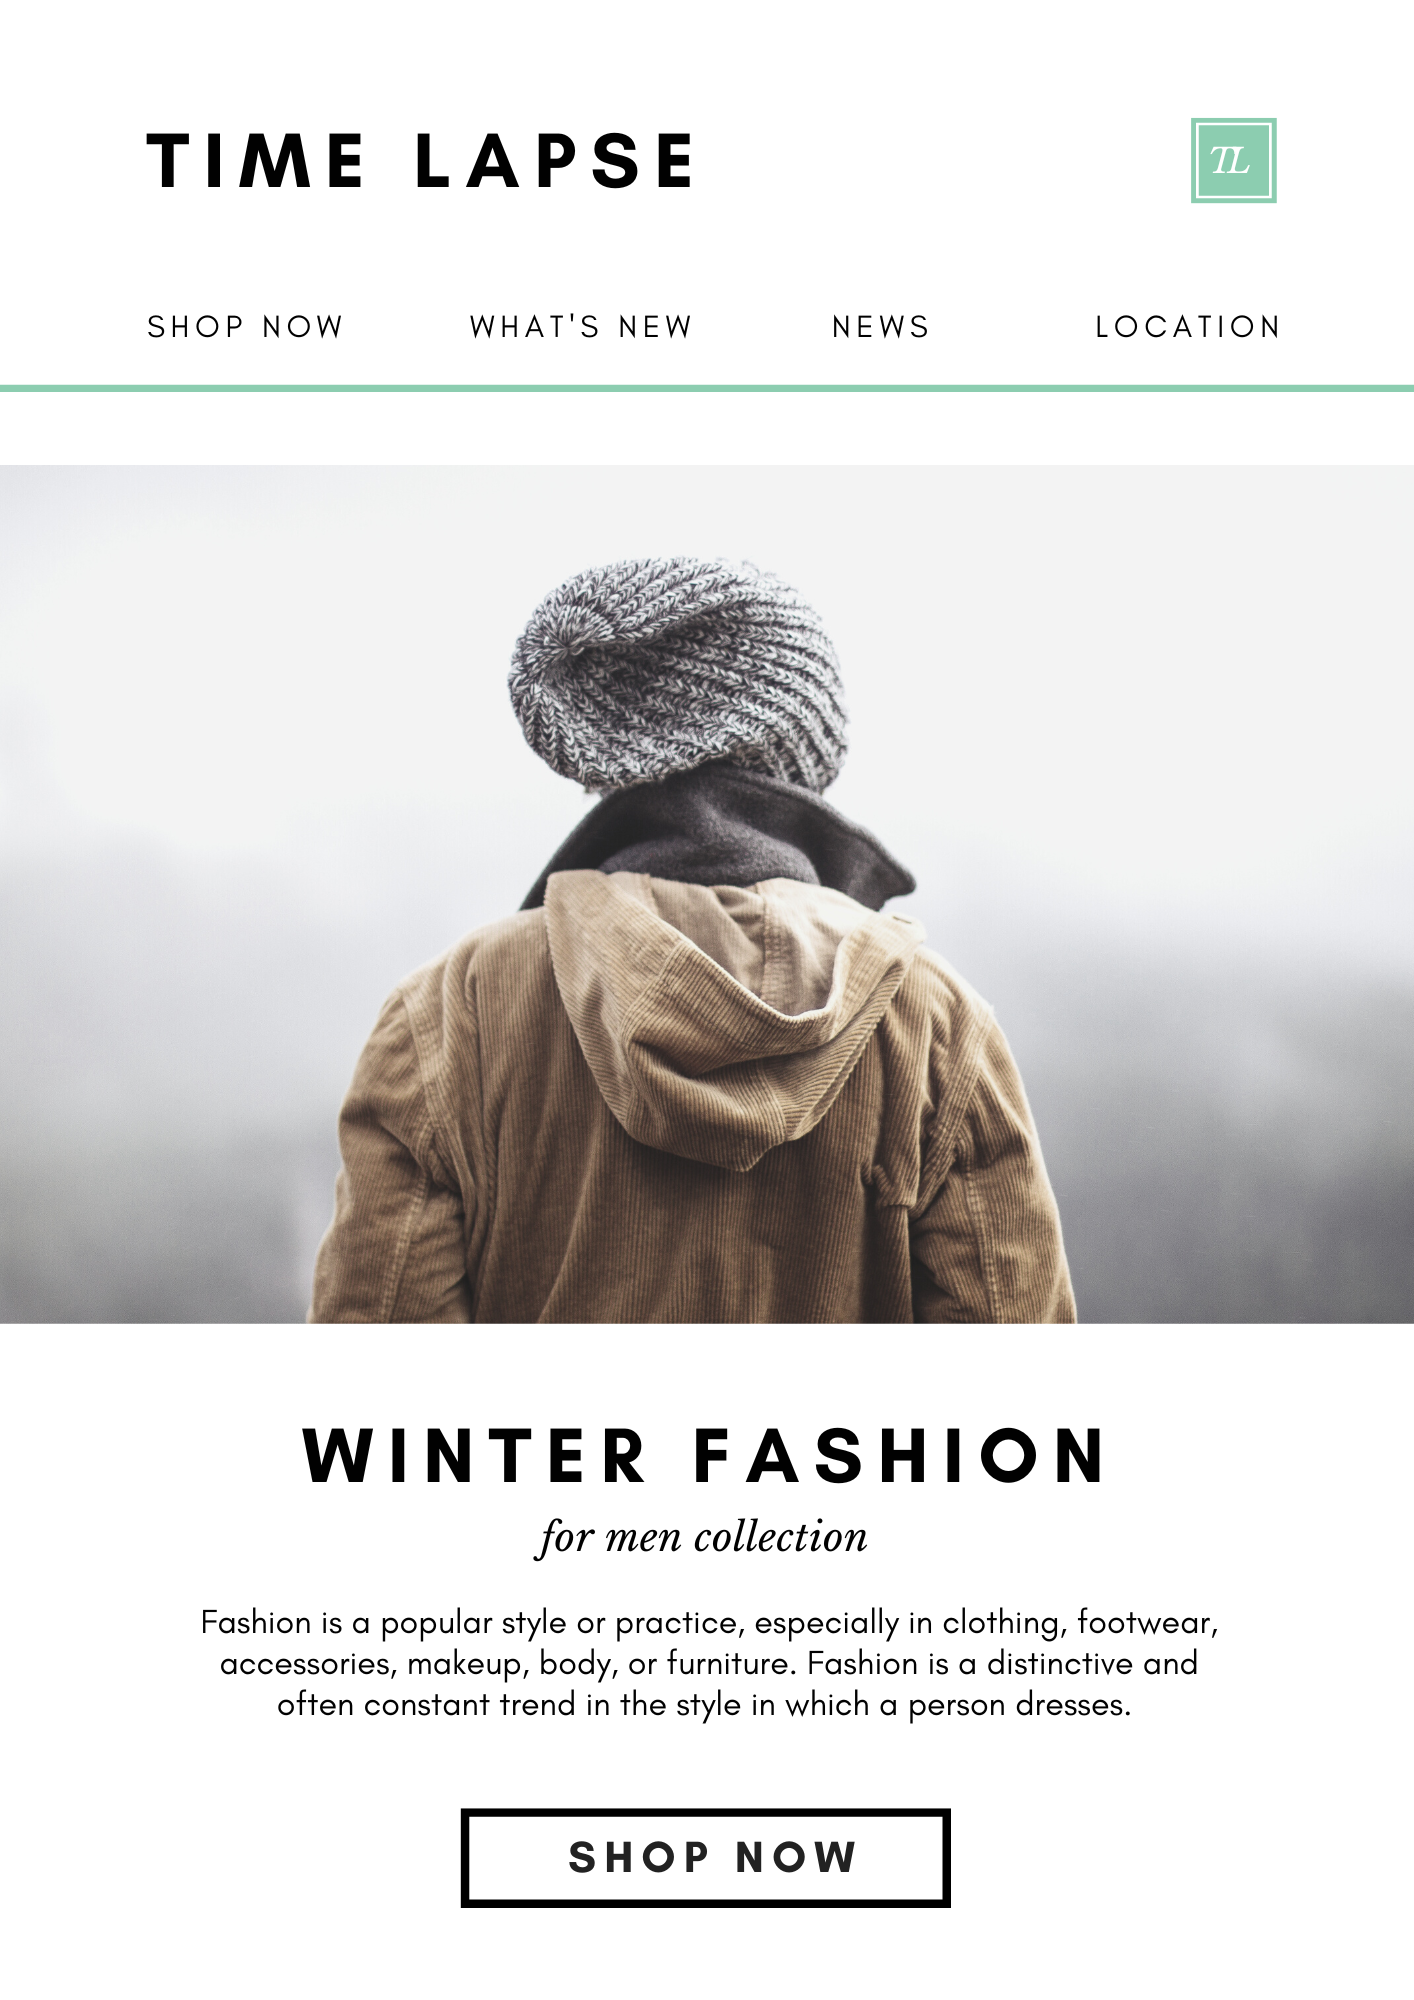 TIME LAPSE
TL
SHOP NOW WHAT'S NEW NEWS LOCATION
WINTER FASHION
for men collection
Fashion is a popular style or practice, especially in clothing, footwear,
accessories, makeup, body, or furniture. Fashion is a distinctive and
often constant trend in the style in which a person dresses.
SHOP NOW